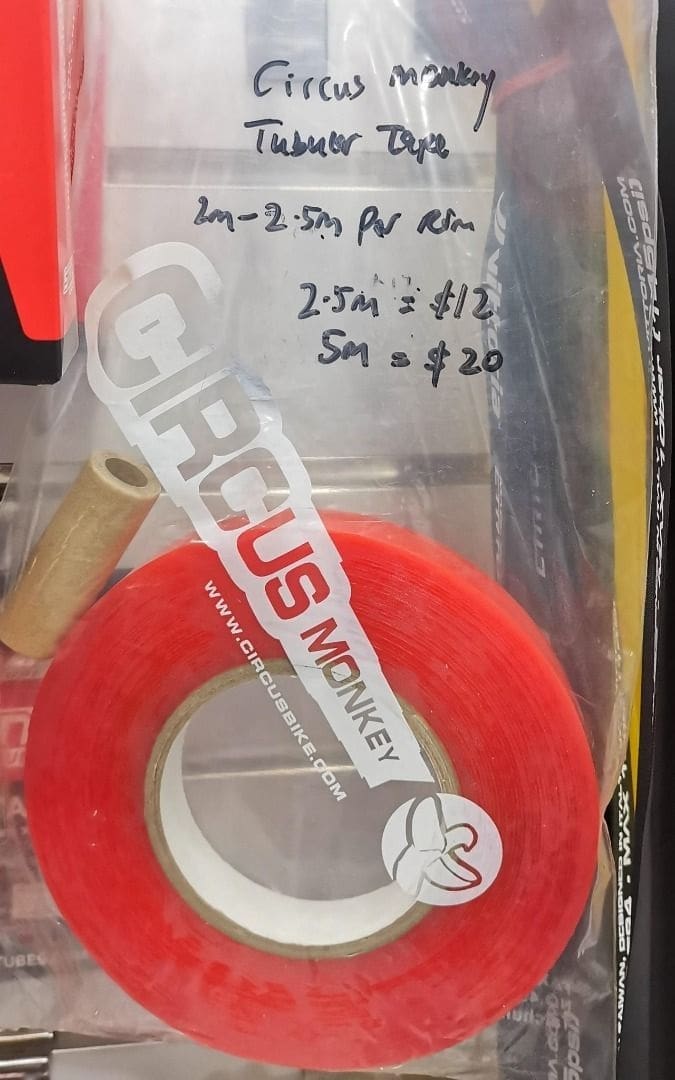 Circus monkey
Tubular Tape
2m-2.5m Per rim
2.5m = $12
5m = $20
CIRCUS MONKEY
WWW.CIRCUSBIKE.COM
TUBES